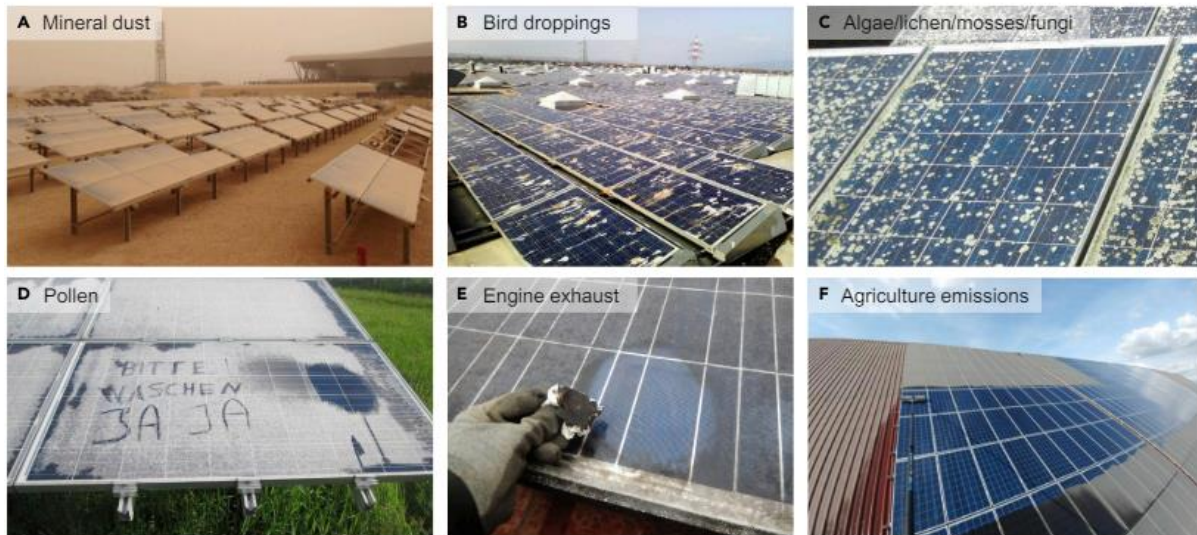 A Mineral dust
B Bird droppings
C Algae/lichen/mosses/fungi
D Pollen
BITTE !
WASCHEN
JA JA
E Engine exhaust
F Agriculture emissions